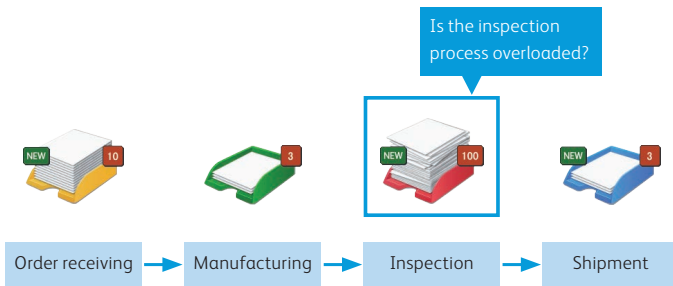 Is the inspection
process overloaded?
NEW 10
3
NEW 100
NEW 3
Order receiving
Manufacturing
Inspection
Shipment